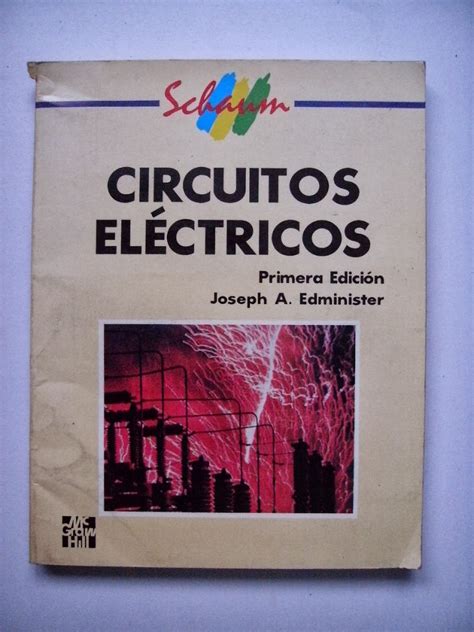 Schaum
CIRCUITOS
ELÉCTRICOS
Primera Edición
Joseph A. Edminister
Mc
Graw
Hill